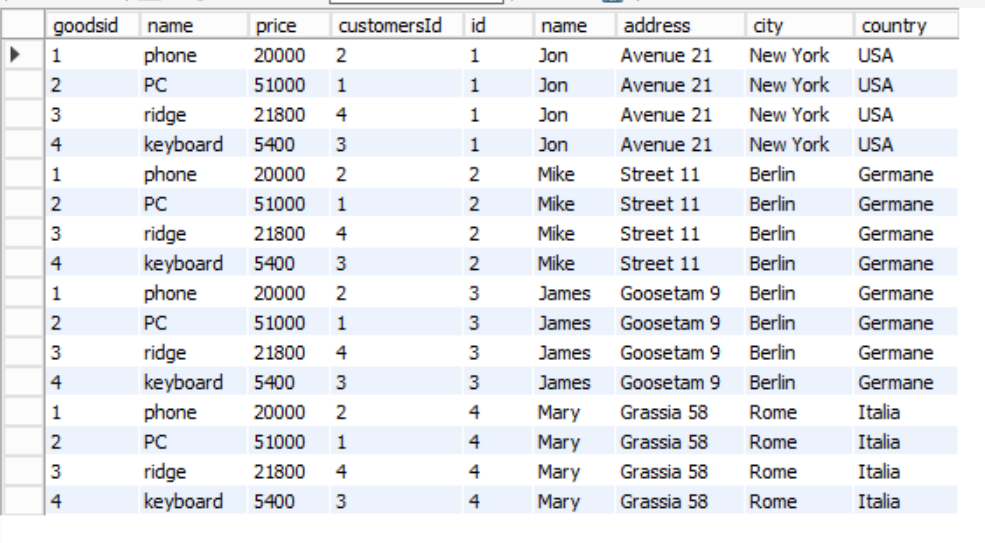 goodsid name price customersId id name address city country
1 phone 20000 2 1 Jon Avenue 21 New York USA
2 PC 51000 1 1 Jon Avenue 21 New York USA
3 ridge 21800 4 1 Jon Avenue 21 New York USA
4 keyboard 5400 3 1 Jon Avenue 21 New York USA
1 phone 20000 2 2 Mike Street 11 Berlin Germane
2 PC 51000 1 2 Mike Street 11 Berlin Germane
3 ridge 21800 4 2 Mike Street 11 Berlin Germane
4 keyboard 5400 3 2 Mike Street 11 Berlin Germane
1 phone 20000 2 3 James Goosetam 9 Berlin Germane
2 PC 51000 1 3 James Goosetam 9 Berlin Germane
3 ridge 21800 4 3 James Goosetam 9 Berlin Germane
4 keyboard 5400 3 3 James Goosetam 9 Berlin Germane
1 phone 20000 2 4 Mary Grassia 58 Rome Italia
2 PC 51000 1 4 Mary Grassia 58 Rome Italia
3 ridge 21800 4 4 Mary Grassia 58 Rome Italia
4 keyboard 5400 3 4 Mary Grassia 58 Rome Italia